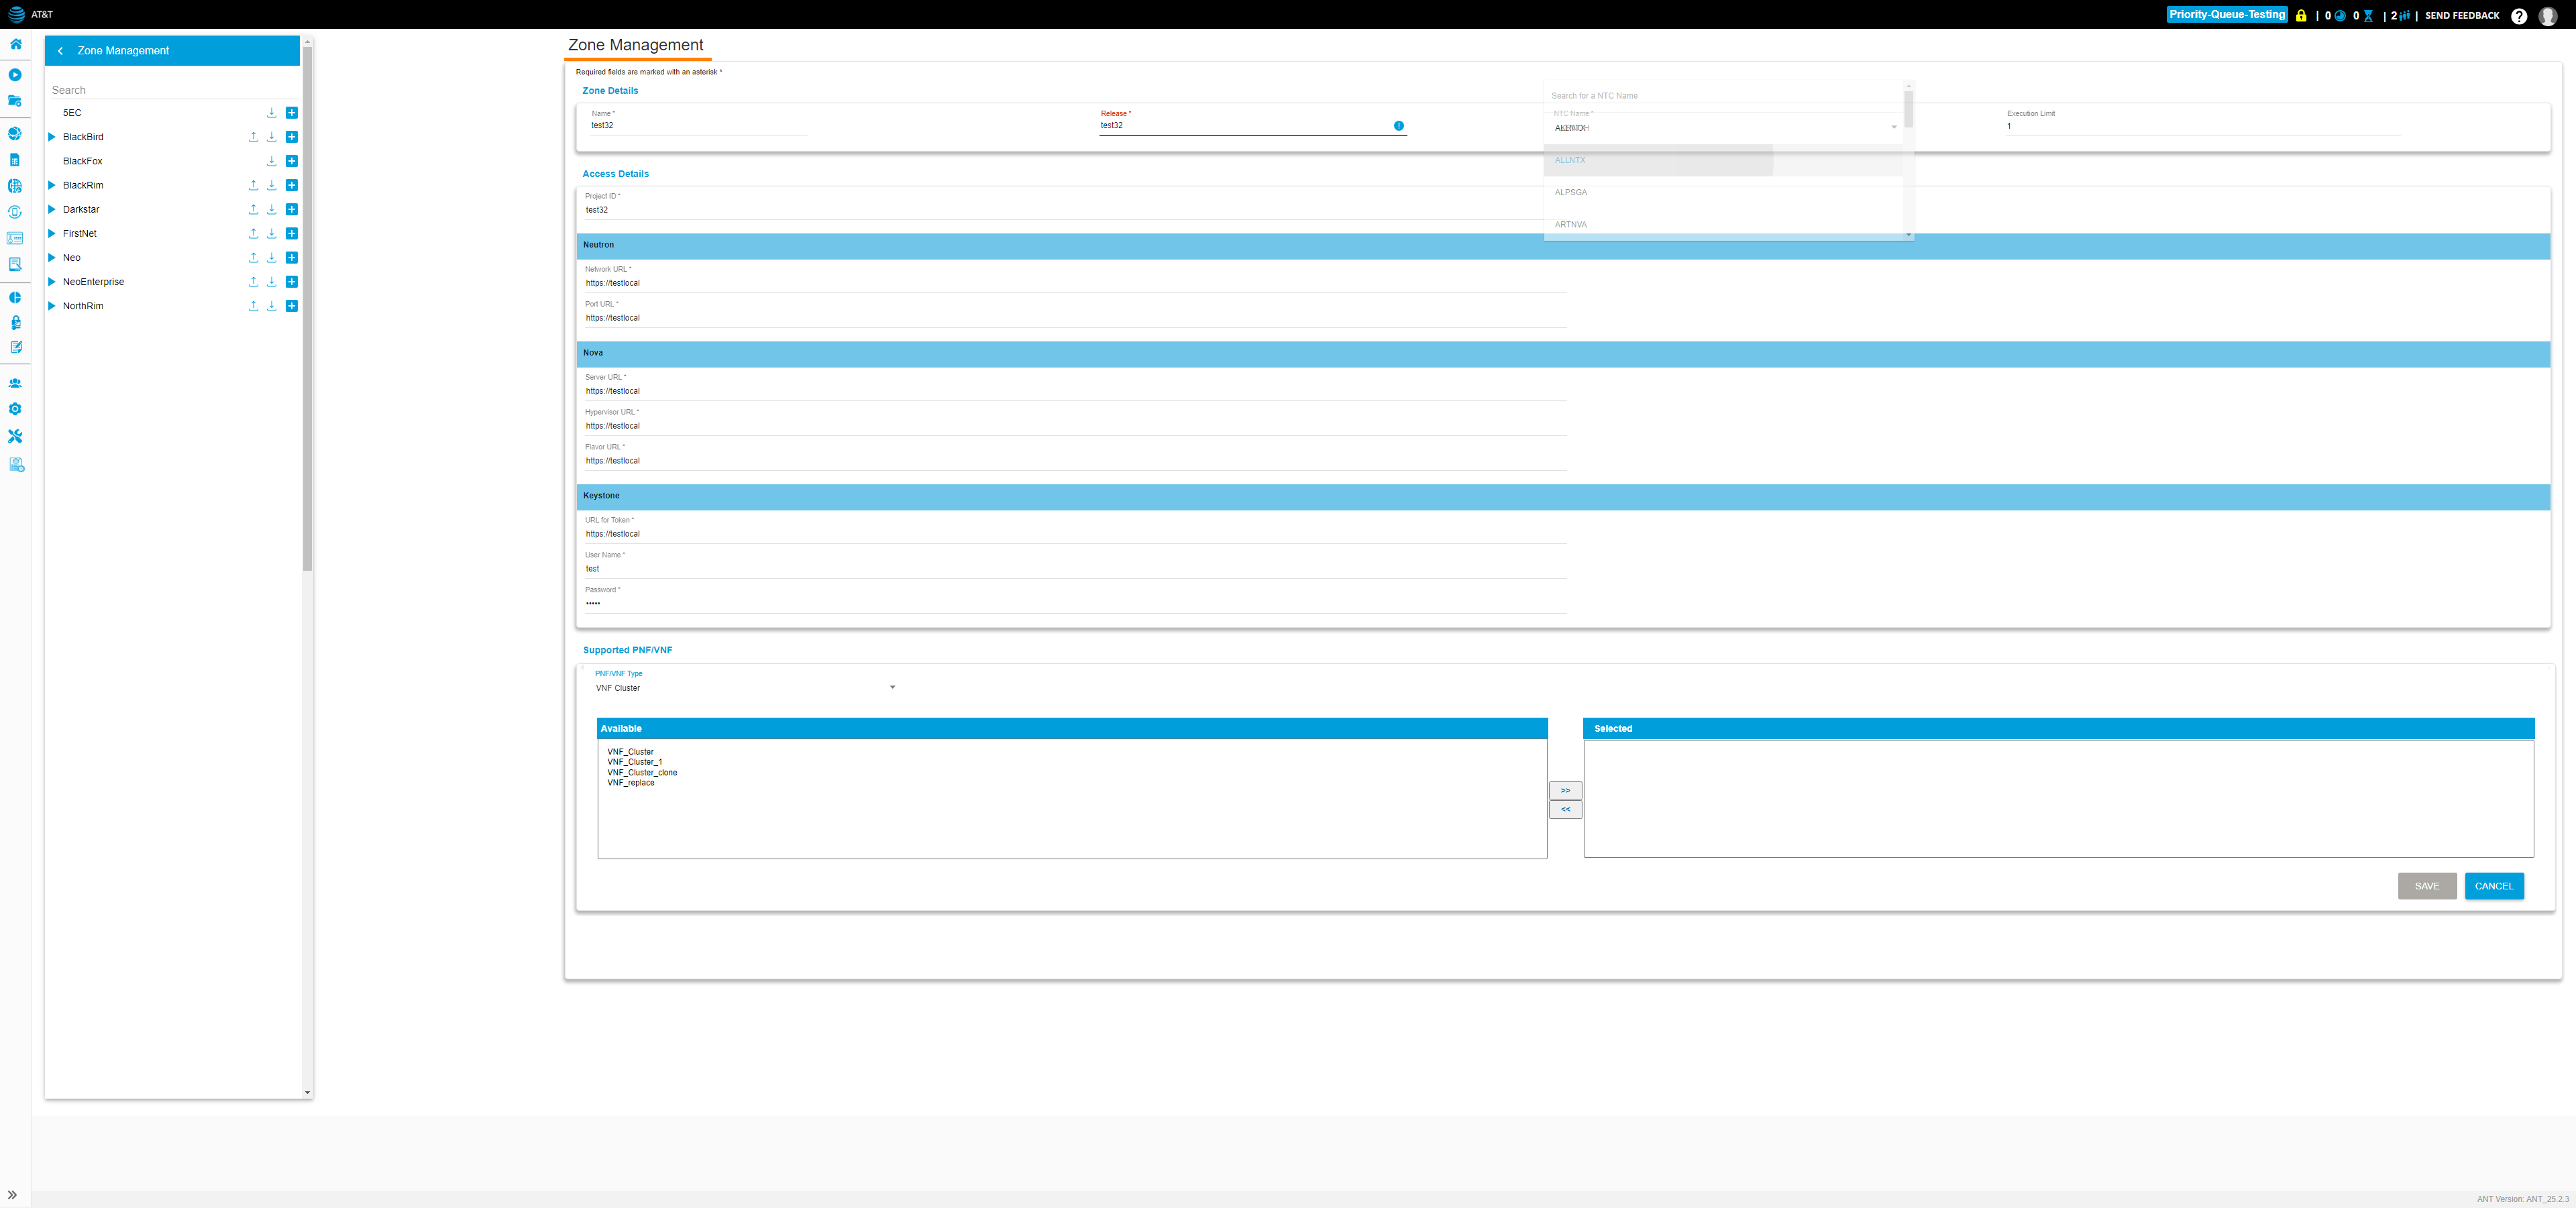 AT&T
Priority-Queue-Testing | 0 0 | 2 | SEND FEEDBACK ?
Zone Management
Search
5EC
BlackBird
BlackFox
BlackRim
Darkstar
FirstNet
Neo
NeoEnterprise
NorthRim
Zone Management
Required fields are marked with an asterisk *
Zone Details
Name *
test32
Release *
test32
Search for a NTC Name
NTC Name *
ALLNTX
ALPSGA
ARTNVA
Execution Limit
1
Access Details
Project ID *
test32
Neutron
Network URL *
https://testlocal
Port URL *
https://testlocal
Nova
Server URL *
https://testlocal
Hypervisor URL *
https://testlocal
Flavor URL *
https://testlocal
Keystone
URL for Token *
https://testlocal
User Name *
test
Password *
•••••
Supported PNF/VNF
PNF/VNF Type
VNF Cluster
Available
VNF_Cluster
VNF_Cluster_1
VNF_Cluster_clone
VNF_replace
>>
<<
Selected
SAVE
CANCEL
ANT Version: ANT_25.2.3